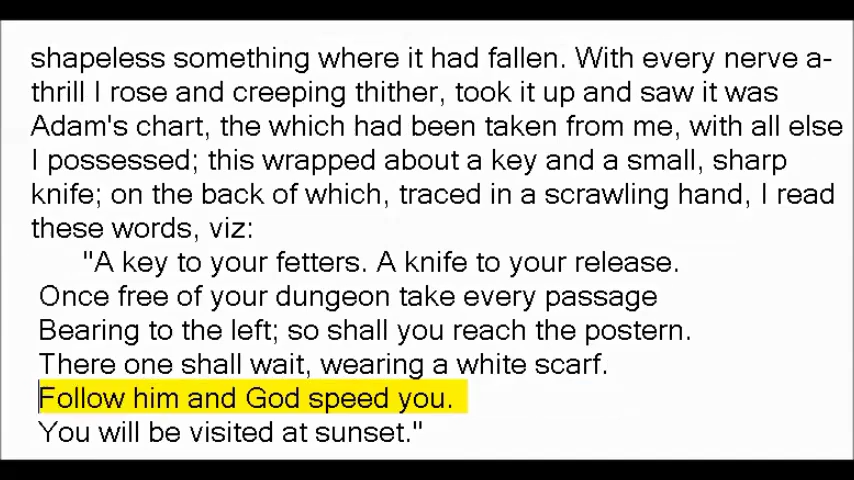 shapeless something where it had fallen. With every nerve a-
thrill I rose and creeping thither, took it up and saw it was
Adam's chart, the which had been taken from me, with all else
I possessed; this wrapped about a key and a small, sharp
knife; on the back of which, traced in a scrawling hand, I read
these words, viz:
"A key to your fetters. A knife to your release.
Once free of your dungeon take every passage
Bearing to the left; so shall you reach the postern.
There one shall wait, wearing a white scarf.
Follow him and God speed you.
You will be visited at sunset."